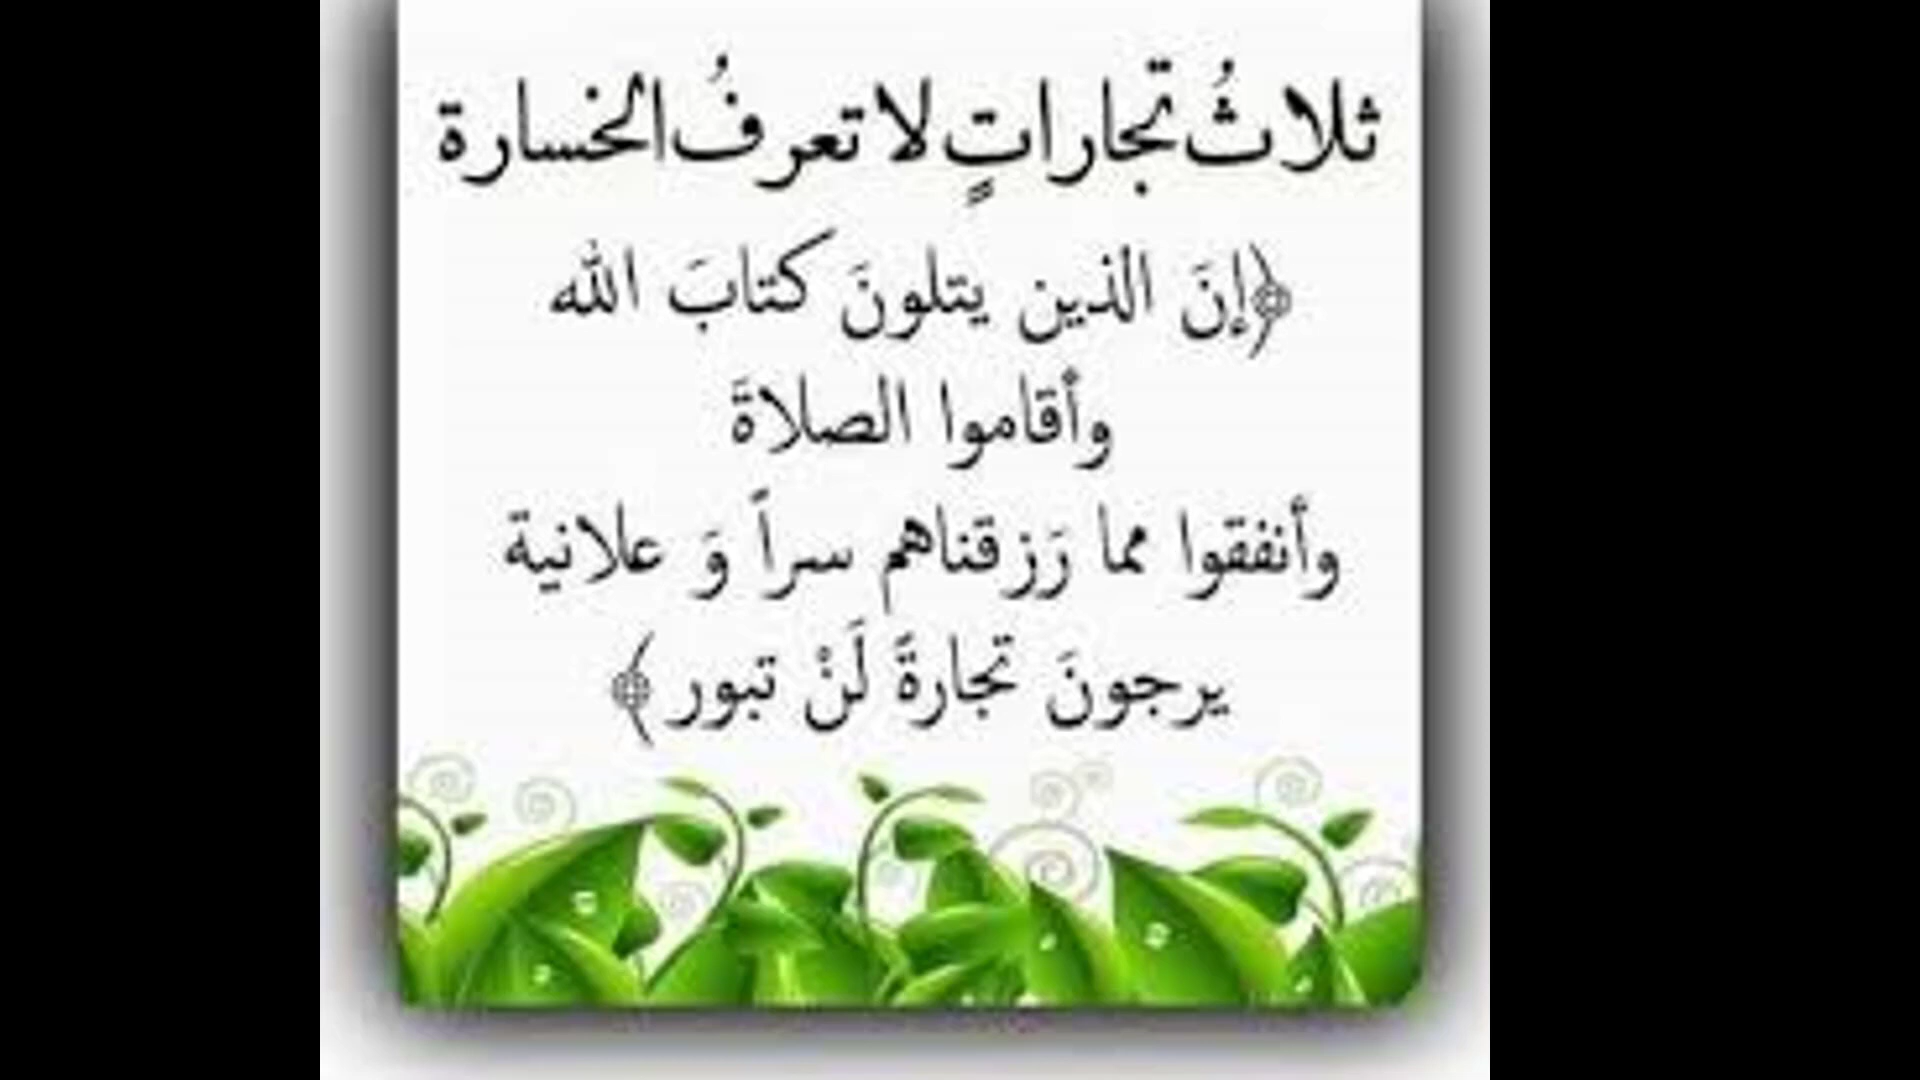 ثلاثُ تجاراتٍ لا تعرفُ الخسارة
﴿إنَ الذين يتلونَ كتابَ الله
وأقاموا الصلاةَ
وأنفقوا مما رَزقناهم سراً وَ علانية
يرجونَ تجارةً لَنْ تبور﴾